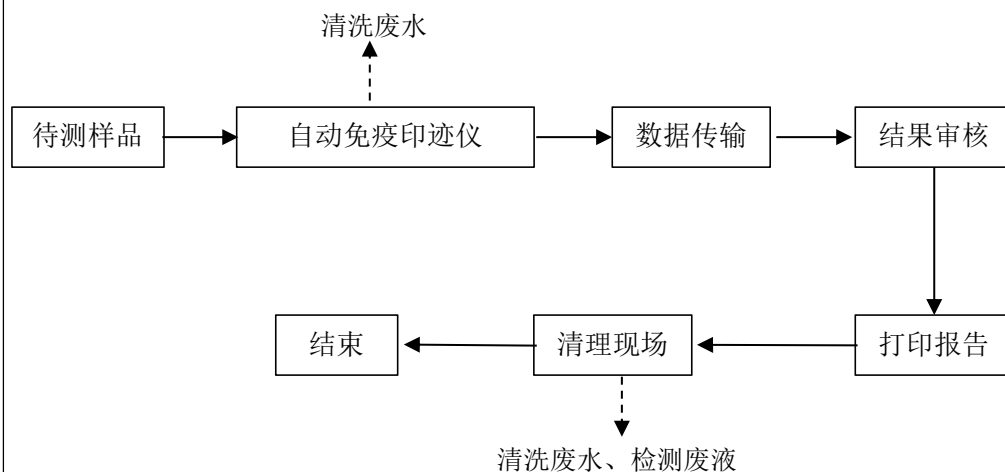 清洗废水
待测样品
自动免疫印迹仪
数据传输
结果审核
结束
清理现场
打印报告
清洗废水、检测废液